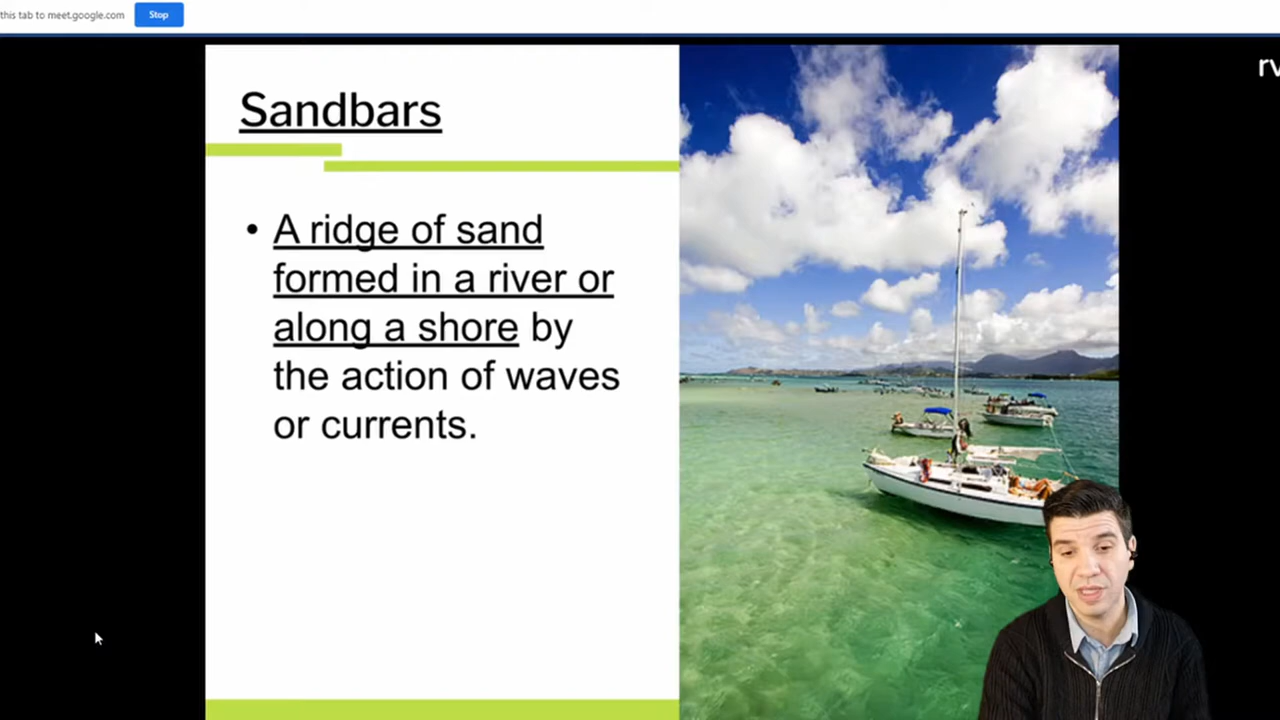 this tab to meet.google.com Stop
rv
Sandbars
• A ridge of sand
formed in a river or
along a shore by
the action of waves
or currents.